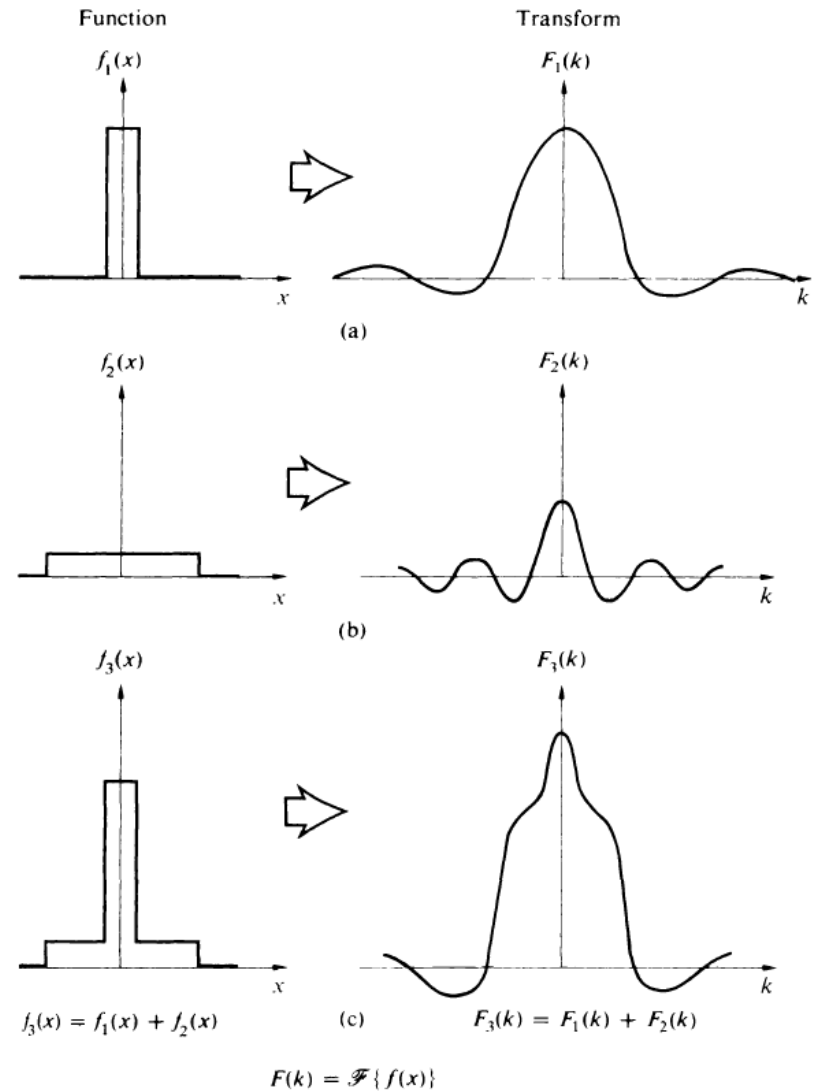 Function Transform
f₁(x) F₁(k)
x k
(a)
f₂(x) F₂(k)
x k
(b)
f₃(x) F₃(k)
x k
f₃(x) = f₁(x) + f₂(x) (c) F₃(k) = F₁(k) + F₂(k)
F(k) = ℱ{f(x)}